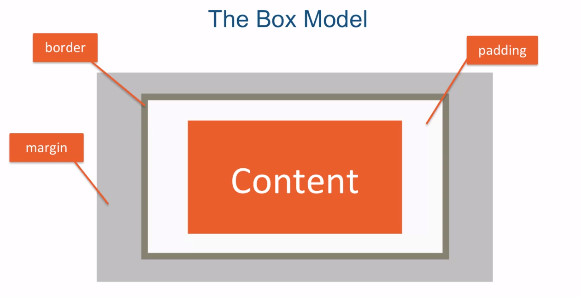 The Box Model
border
padding
margin
Content